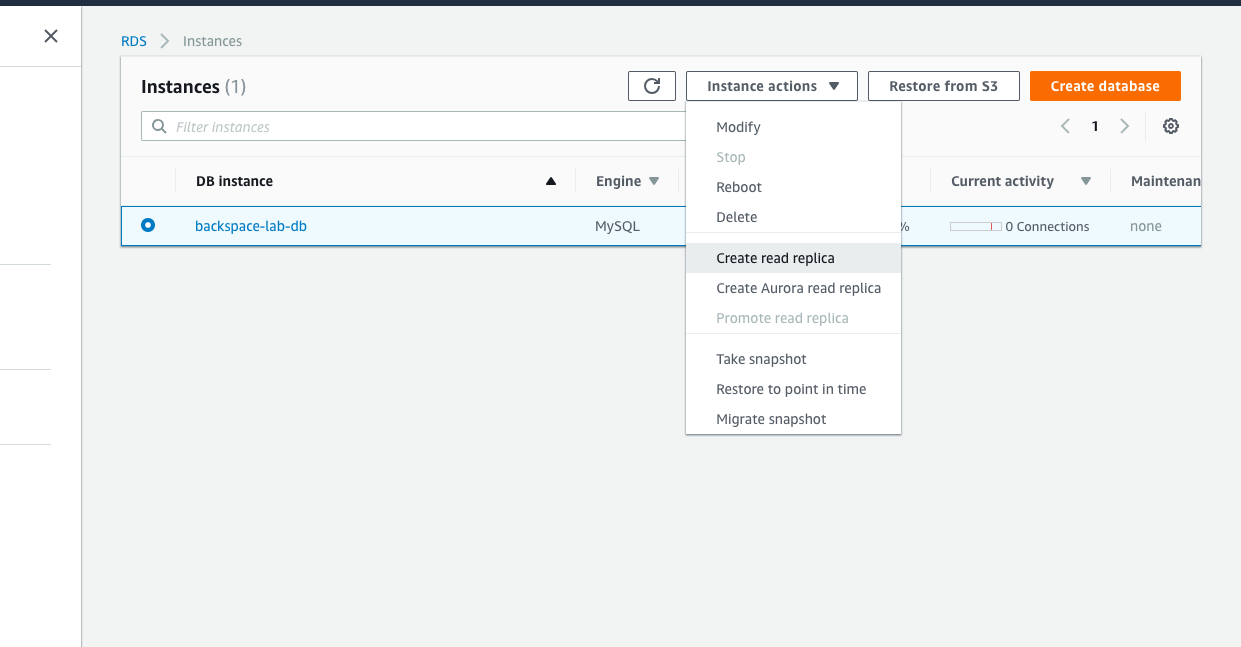 RDS Instances
Instances (1)
Instance actions
Restore from S3
Create database
Filter instances
1
DB instance
Engine
Current activity
Maintenan
backspace-lab-db
MySQL
%
0 Connections
none
Modify
Stop
Reboot
Delete
Create read replica
Create Aurora read replica
Promote read replica
Take snapshot
Restore to point in time
Migrate snapshot